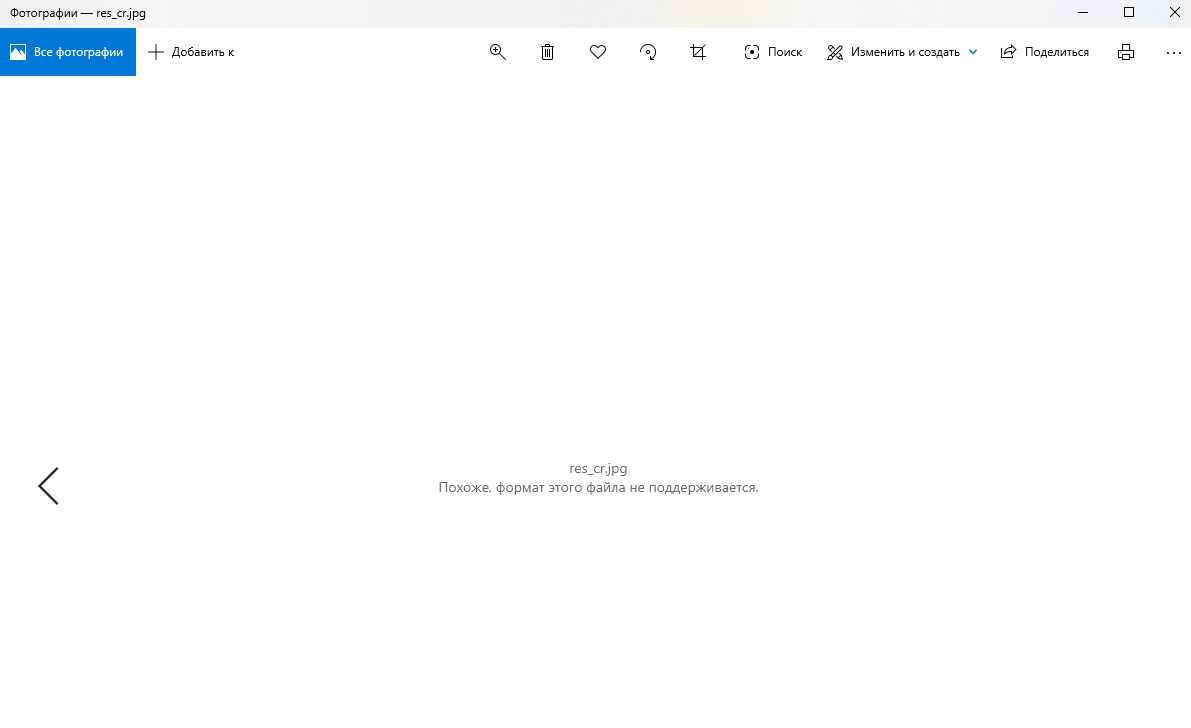 Фотографии — res_cr.jpg
Все фотографии
Добавить к
Поиск
Изменить и создать
Поделиться
res_cr.jpg
Похоже, формат этого файла не поддерживается.